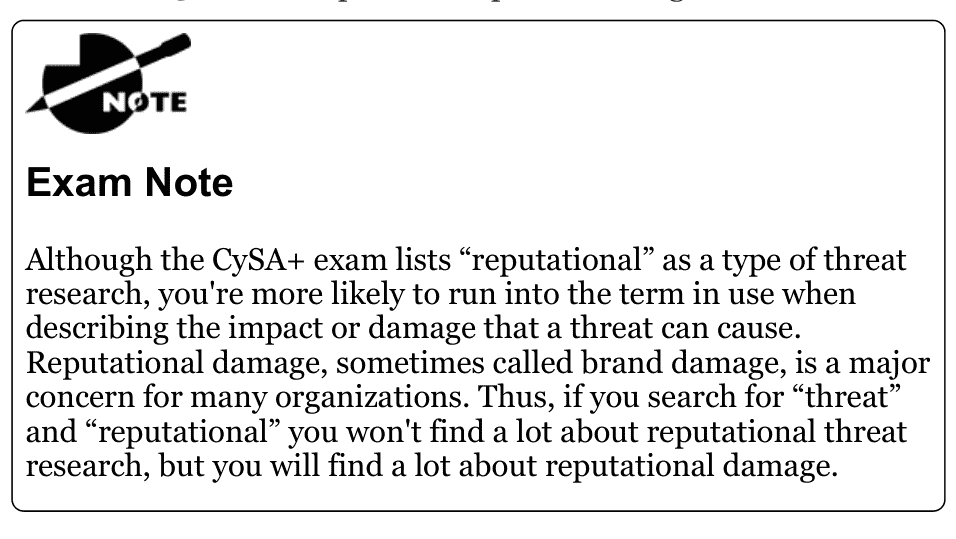 NOTE
Exam Note
Although the CySA+ exam lists “reputational” as a type of threat
research, you're more likely to run into the term in use when
describing the impact or damage that a threat can cause.
Reputational damage, sometimes called brand damage, is a major
concern for many organizations. Thus, if you search for “threat”
and “reputational” you won't find a lot about reputational threat
research, but you will find a lot about reputational damage.